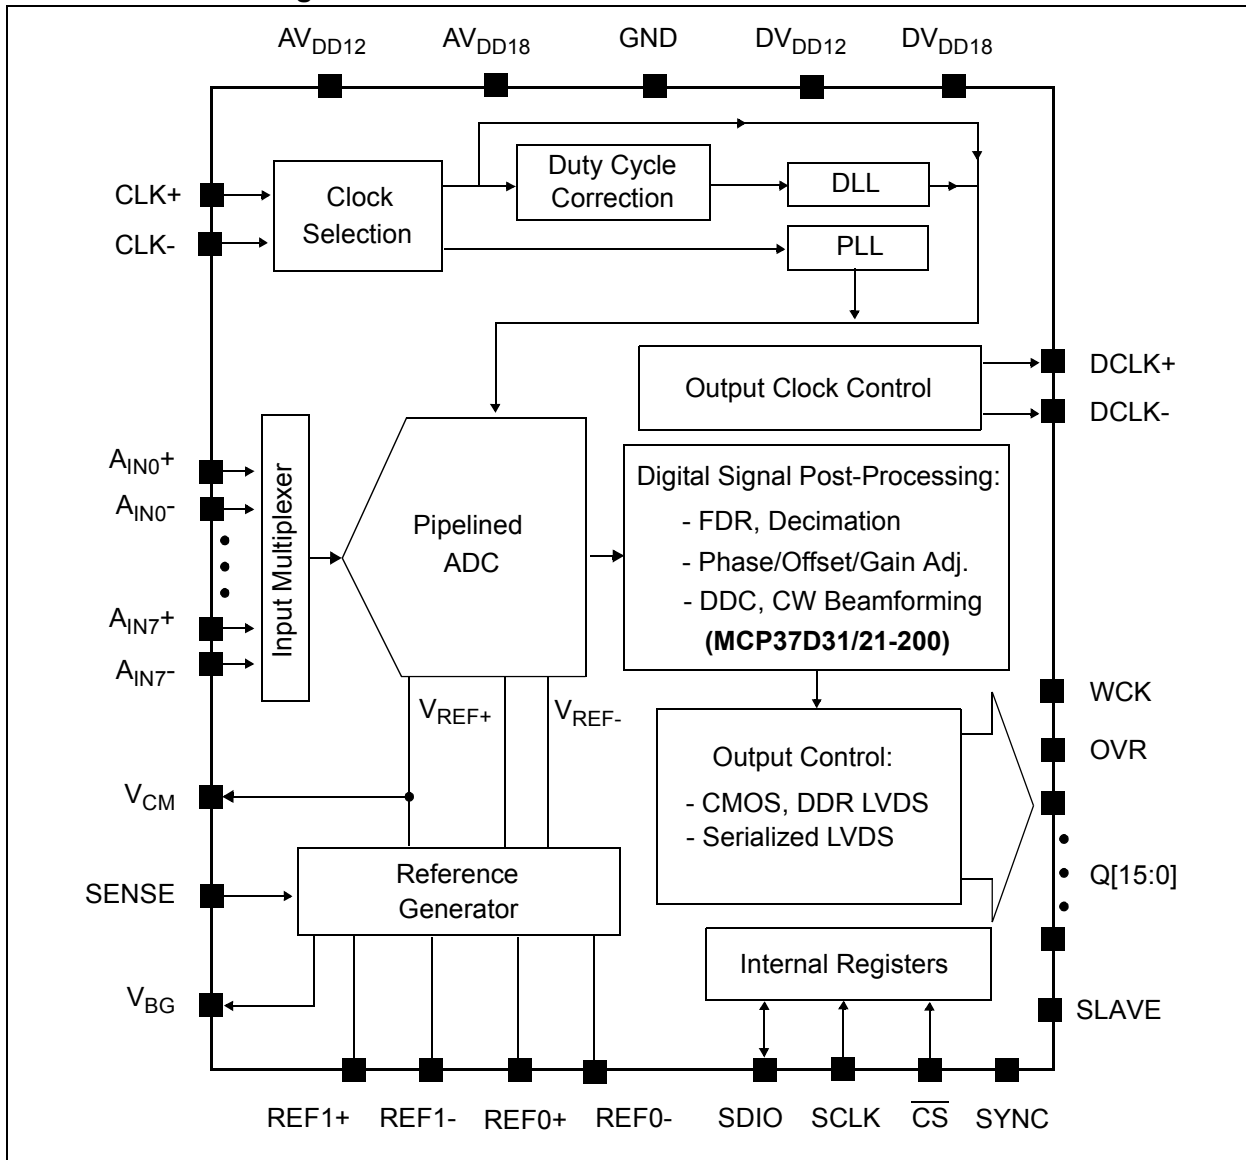 g
AVDD12 AVDD18 GND DVDD12 DVDD18
CLK+
CLK-
Clock
Selection
Duty Cycle
Correction
DLL
PLL
Output Clock Control
DCLK+
DCLK-
AIN0+
AIN0-
AIN7+
AIN7-
Input Multiplexer
Pipelined
ADC
Digital Signal Post-Processing:
- FDR, Decimation
- Phase/Offset/Gain Adj.
- DDC, CW Beamforming
(MCP37D31/21-200)
VREF+ VREF-
Output Control:
- CMOS, DDR LVDS
- Serialized LVDS
WCK
OVR
Q[15:0]
VCM
SENSE
Reference
Generator
VBG
Internal Registers
SLAVE
REF1+ REF1- REF0+ REF0- SDIO SCLK C̅S̅ SYNC